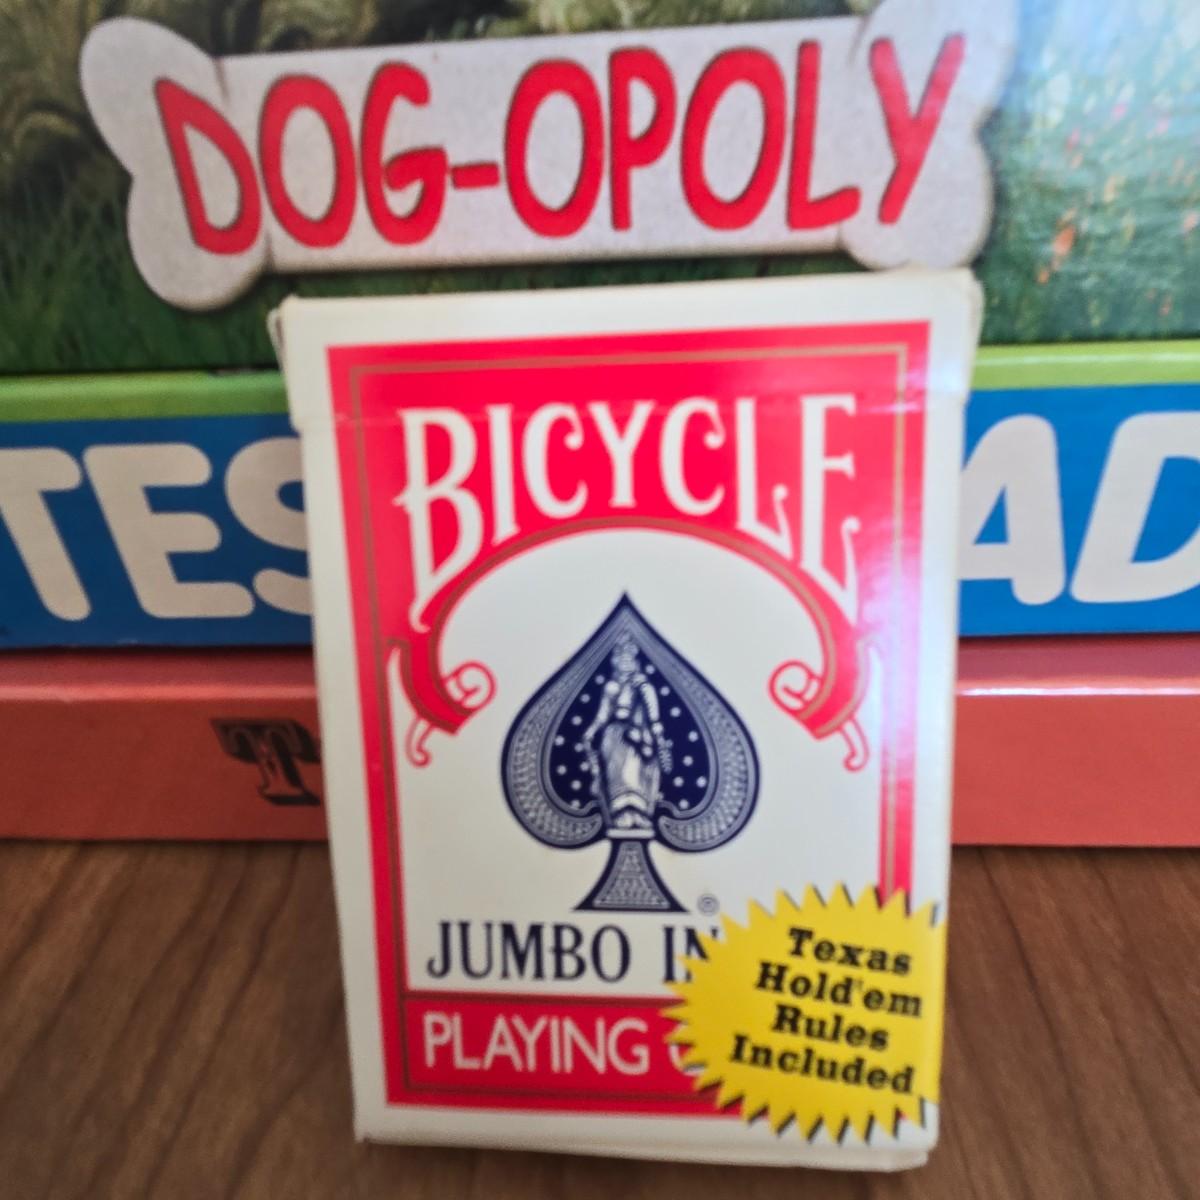 DOG-OPOLY
TES
AD
T
BICYCLE
®
JUMBO IN
PLAYING
Texas
Hold'em
Rules
Included